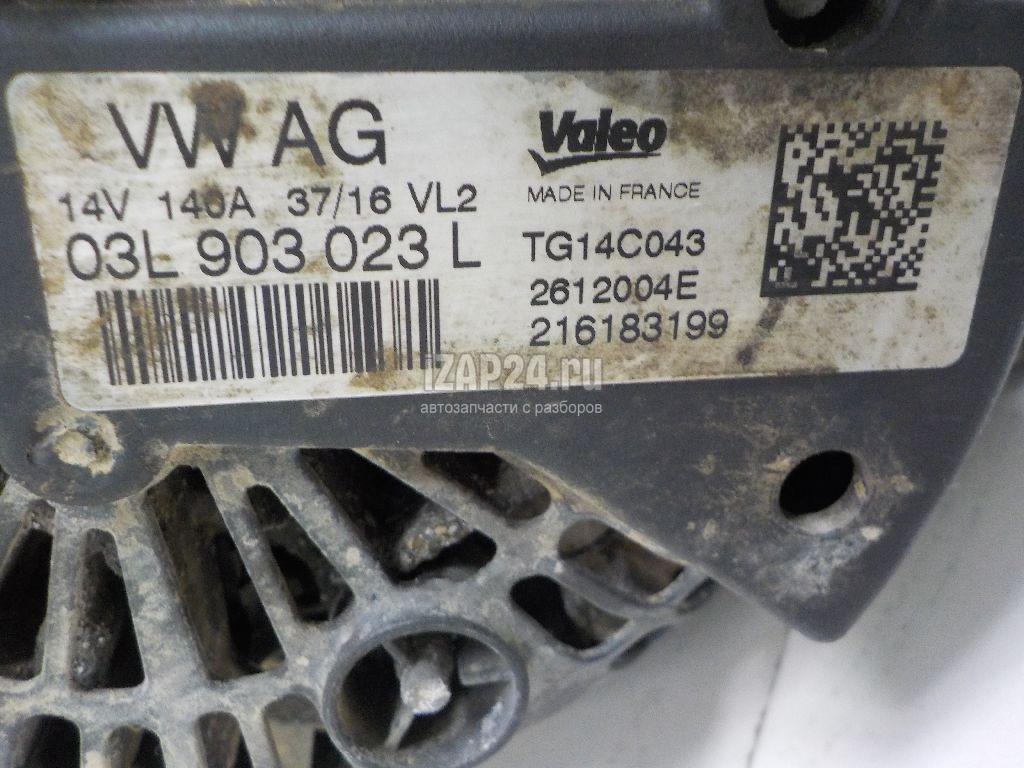 VW AG
14V 140A 37/16 VL2
03L 903 023 L
Valeo
MADE IN FRANCE
TG14C043
2612004E
216183199
iZAP24.ru
автозапчасти с разборов